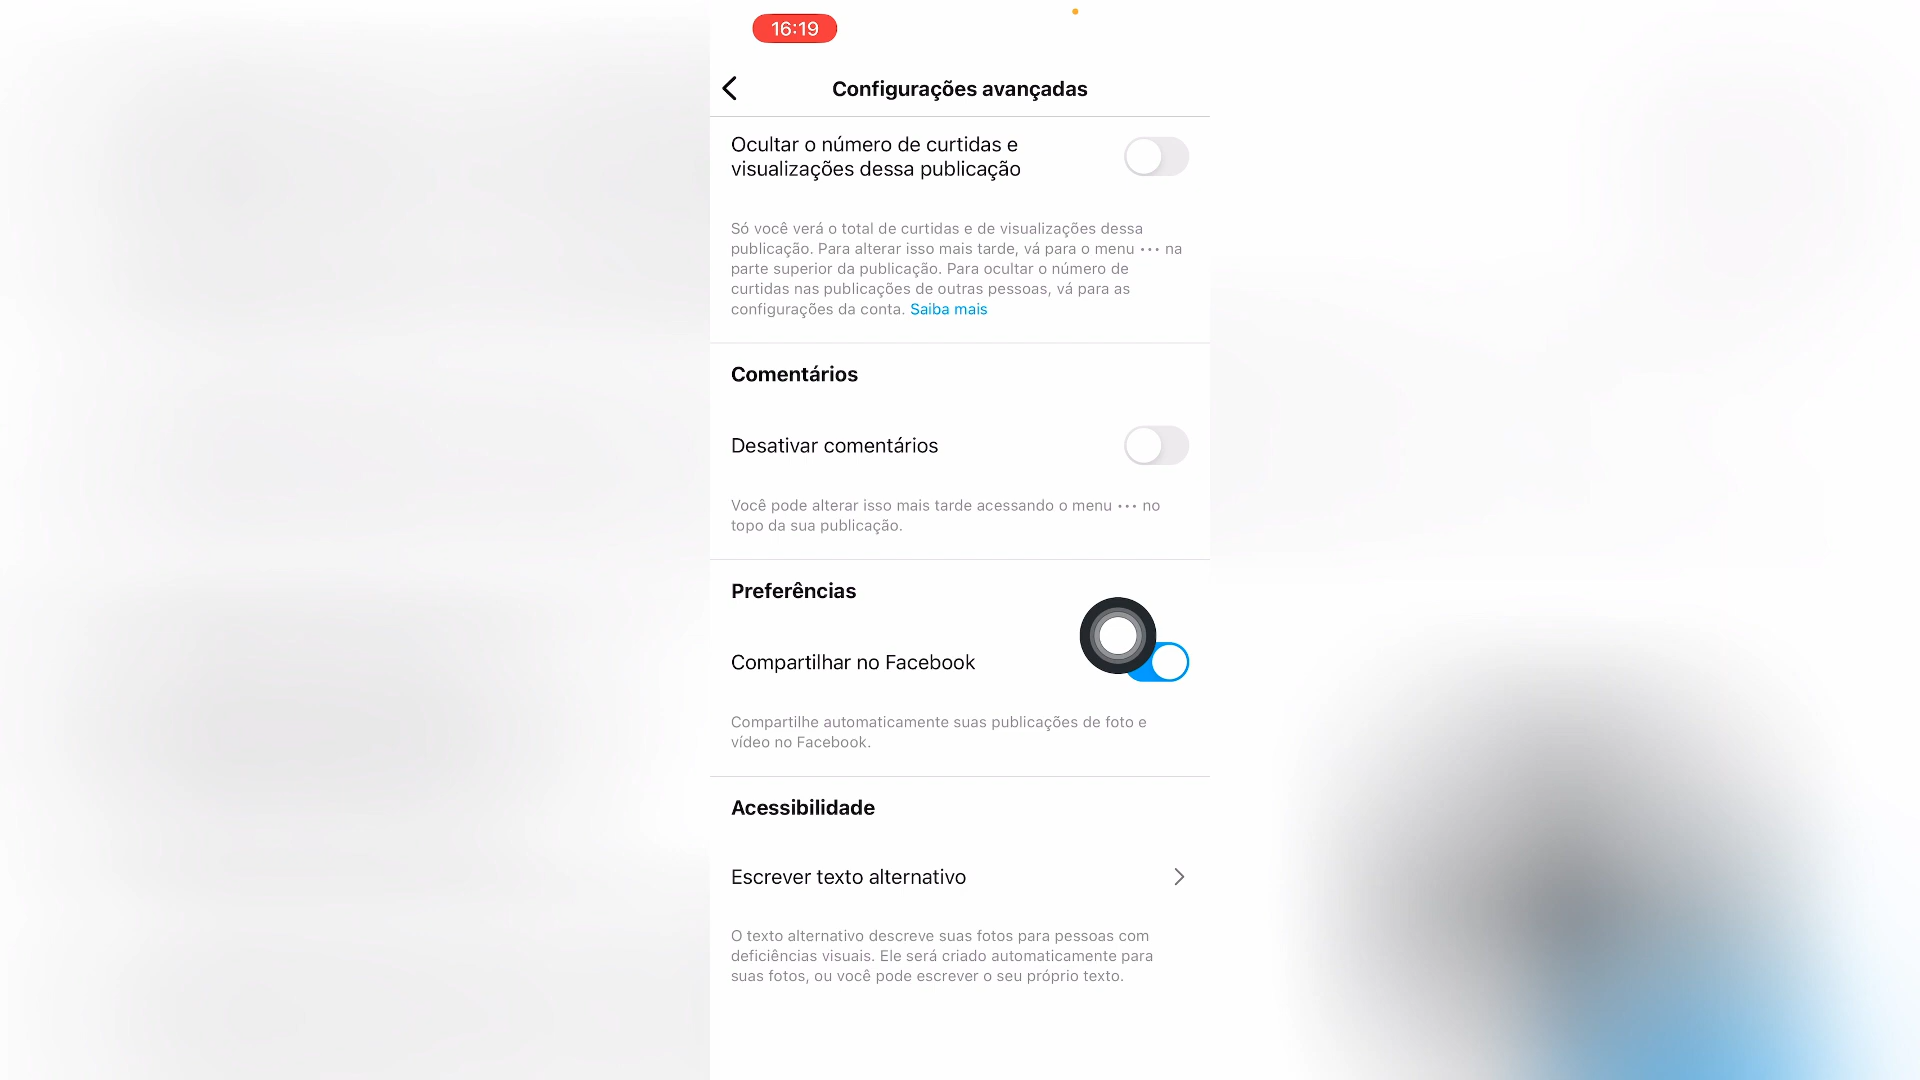 16:19
Configurações avançadas
Ocultar o número de curtidas e
visualizações dessa publicação
Só você verá o total de curtidas e de visualizações dessa
publicação. Para alterar isso mais tarde, vá para o menu ••• na
parte superior da publicação. Para ocultar o número de
curtidas nas publicações de outras pessoas, vá para as
configurações da conta. Saiba mais
Comentários
Desativar comentários
Você pode alterar isso mais tarde acessando o menu ••• no
topo da sua publicação.
Preferências
Compartilhar no Facebook
Compartilhe automaticamente suas publicações de foto e
vídeo no Facebook.
Acessibilidade
Escrever texto alternativo
O texto alternativo descreve suas fotos para pessoas com
deficiências visuais. Ele será criado automaticamente para
suas fotos, ou você pode escrever o seu próprio texto.